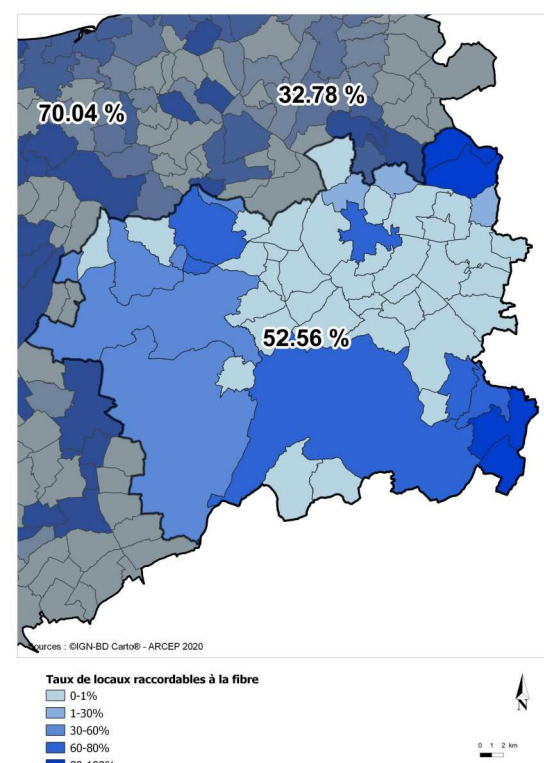 32.78 %
70.04 %
52.56 %
ources : ©IGN-BD Carto® - ARCEP 2020
Taux de locaux raccordables à la fibre
0-1%
1-30%
30-60%
60-80%
N
0 1 2 km